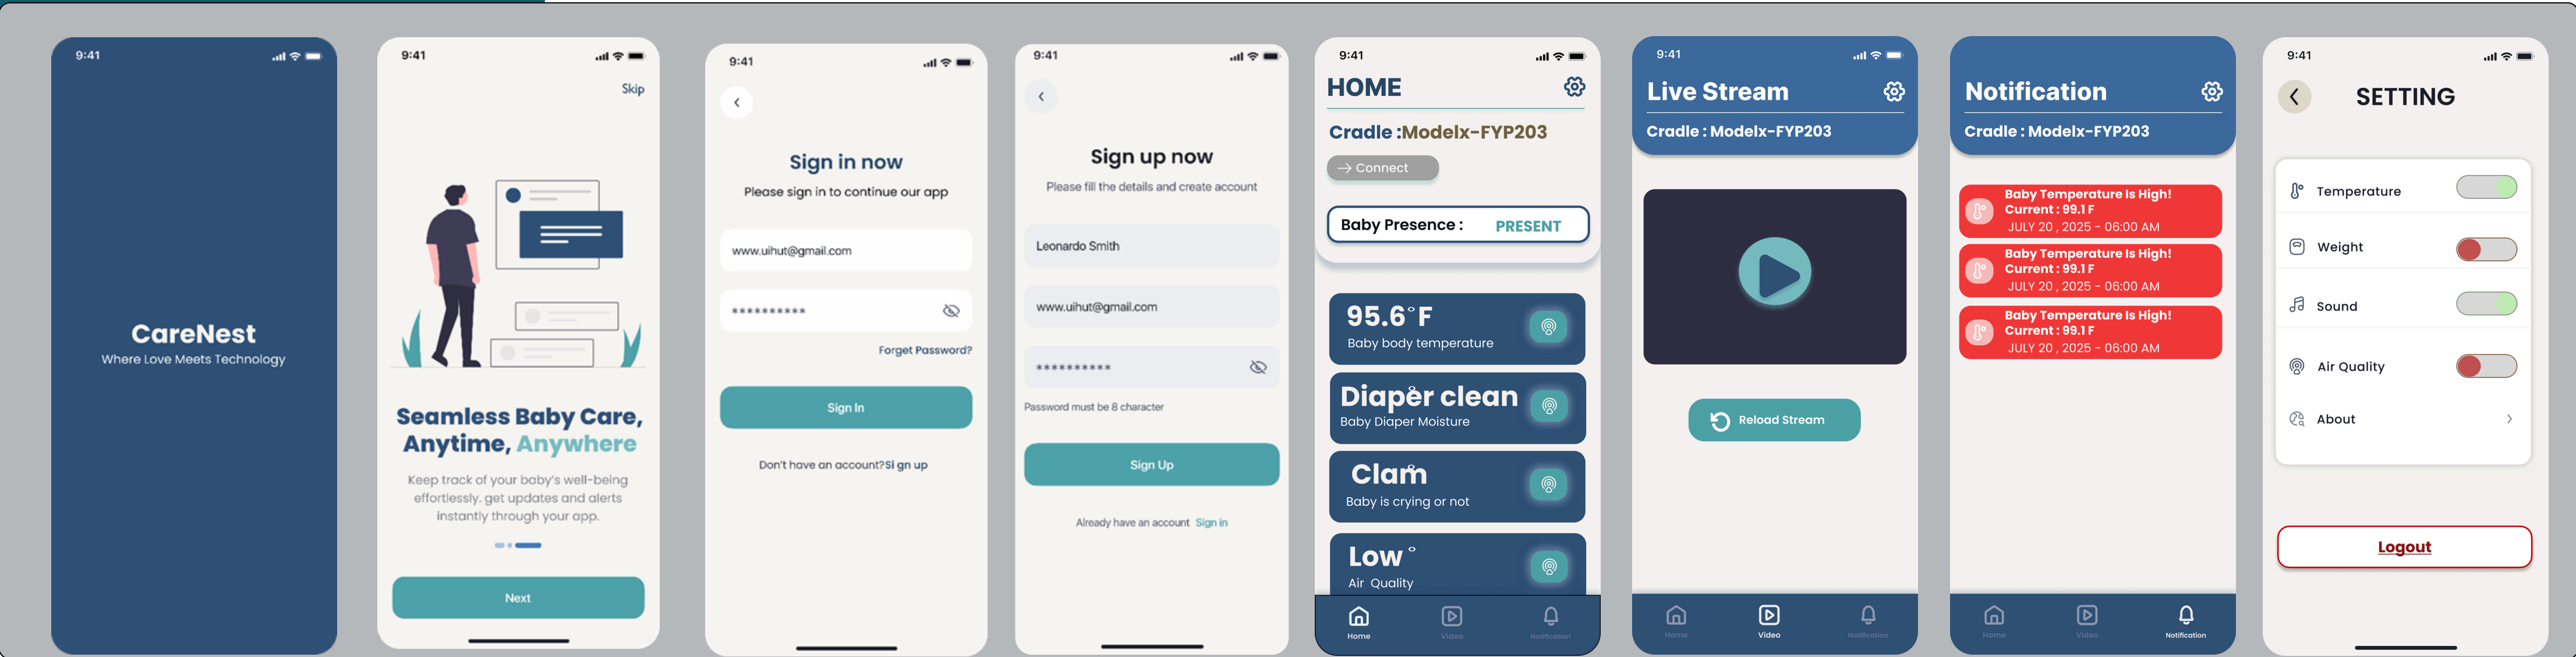 9:41
CareNest
Where Love Meets Technology
9:41
Skip
Seamless Baby Care,
Anytime, Anywhere
Keep track of your baby's well-being
effortlessly. get updates and alerts
instantly through your app.
Next
9:41
Sign in now
Please sign in to continue our app
www.uihut@gmail.com
**********
Forget Password?
Sign In
Don't have an account?Si gn up
9:41
Sign up now
Please fill the details and create account
Leonardo Smith
www.uihut@gmail.com
**********
Password must be 8 character
Sign Up
Already have an account Sign in
9:41
HOME
Cradle :Modelx-FYP203
→ Connect
Baby Presence : PRESENT
95.6°F
Baby body temperature
Diaper clean
Baby Diaper Moisture
Clam
Baby is crying or not
Low °
Air Quality
Home Video Notification
9:41
Live Stream
Cradle : Modelx-FYP203
Reload Stream
Home Video Notification
9:41
Notification
Cradle : Modelx-FYP203
Baby Temperature Is High!
Current : 99.1 F
JULY 20 , 2025 - 06:00 AM
Baby Temperature Is High!
Current : 99.1 F
JULY 20 , 2025 - 06:00 AM
Baby Temperature Is High!
Current : 99.1 F
JULY 20 , 2025 - 06:00 AM
Home Video Notification
9:41
SETTING
Temperature
Weight
Sound
Air Quality
About
Logout